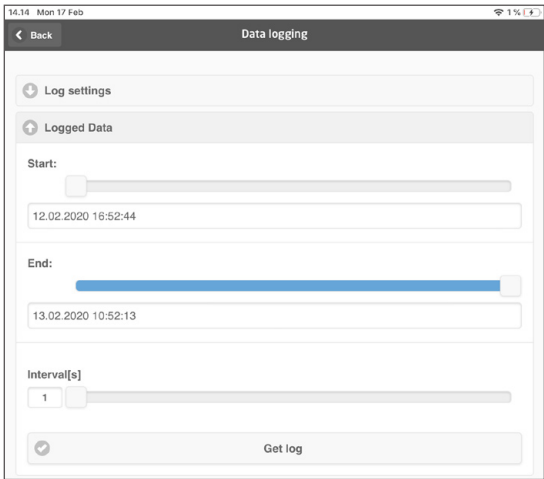 14.14 Mon 17 Feb 1 %
Back Data logging
Log settings
Logged Data
Start:
12.02.2020 16:52:44
End:
13.02.2020 10:52:13
Interval[s]
1
Get log